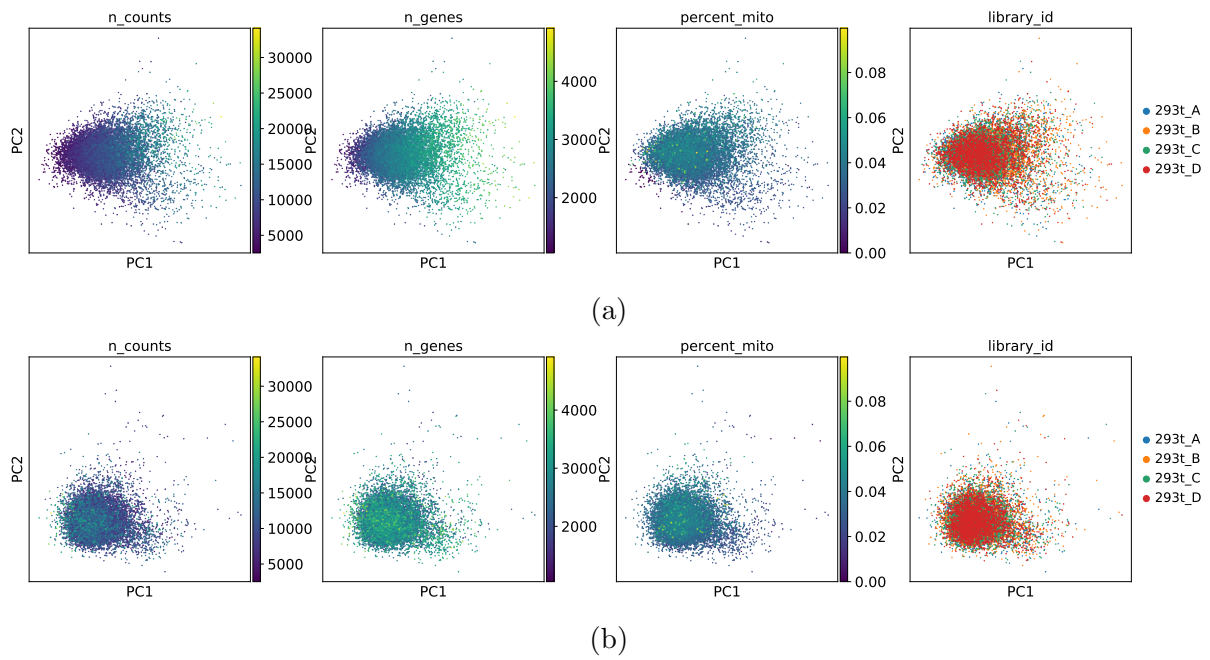 n_counts n_genes percent_mito library_id
PC2 PC2 PC2 PC2
30000
25000
20000
15000
10000
5000
4000
3000
2000
0.08
0.06
0.04
0.02
0.00
293t_A
293t_B
293t_C
293t_D
PC1 PC1 PC1 PC1
(a)
n_counts n_genes percent_mito library_id
PC2 PC2 PC2 PC2
30000
25000
20000
15000
10000
5000
4000
3000
2000
0.08
0.06
0.04
0.02
0.00
293t_A
293t_B
293t_C
293t_D
PC1 PC1 PC1 PC1
(b)